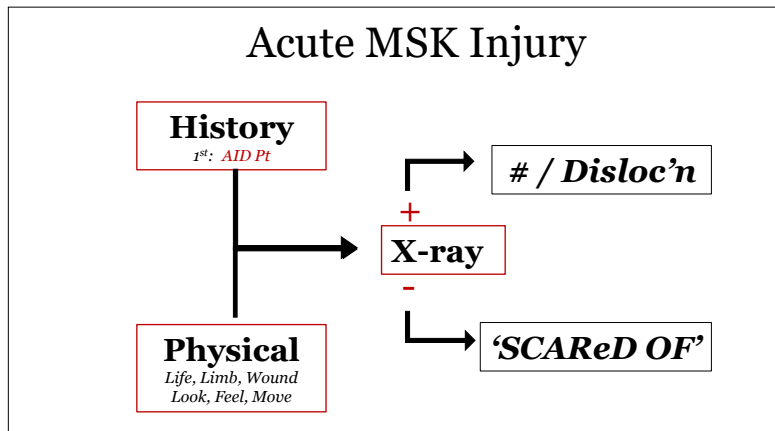 Acute MSK Injury
History
1st: AID Pt
Physical
Life, Limb, Wound
Look, Feel, Move
+
X-ray
-
# / Disloc’n
‘SCAReD OF’